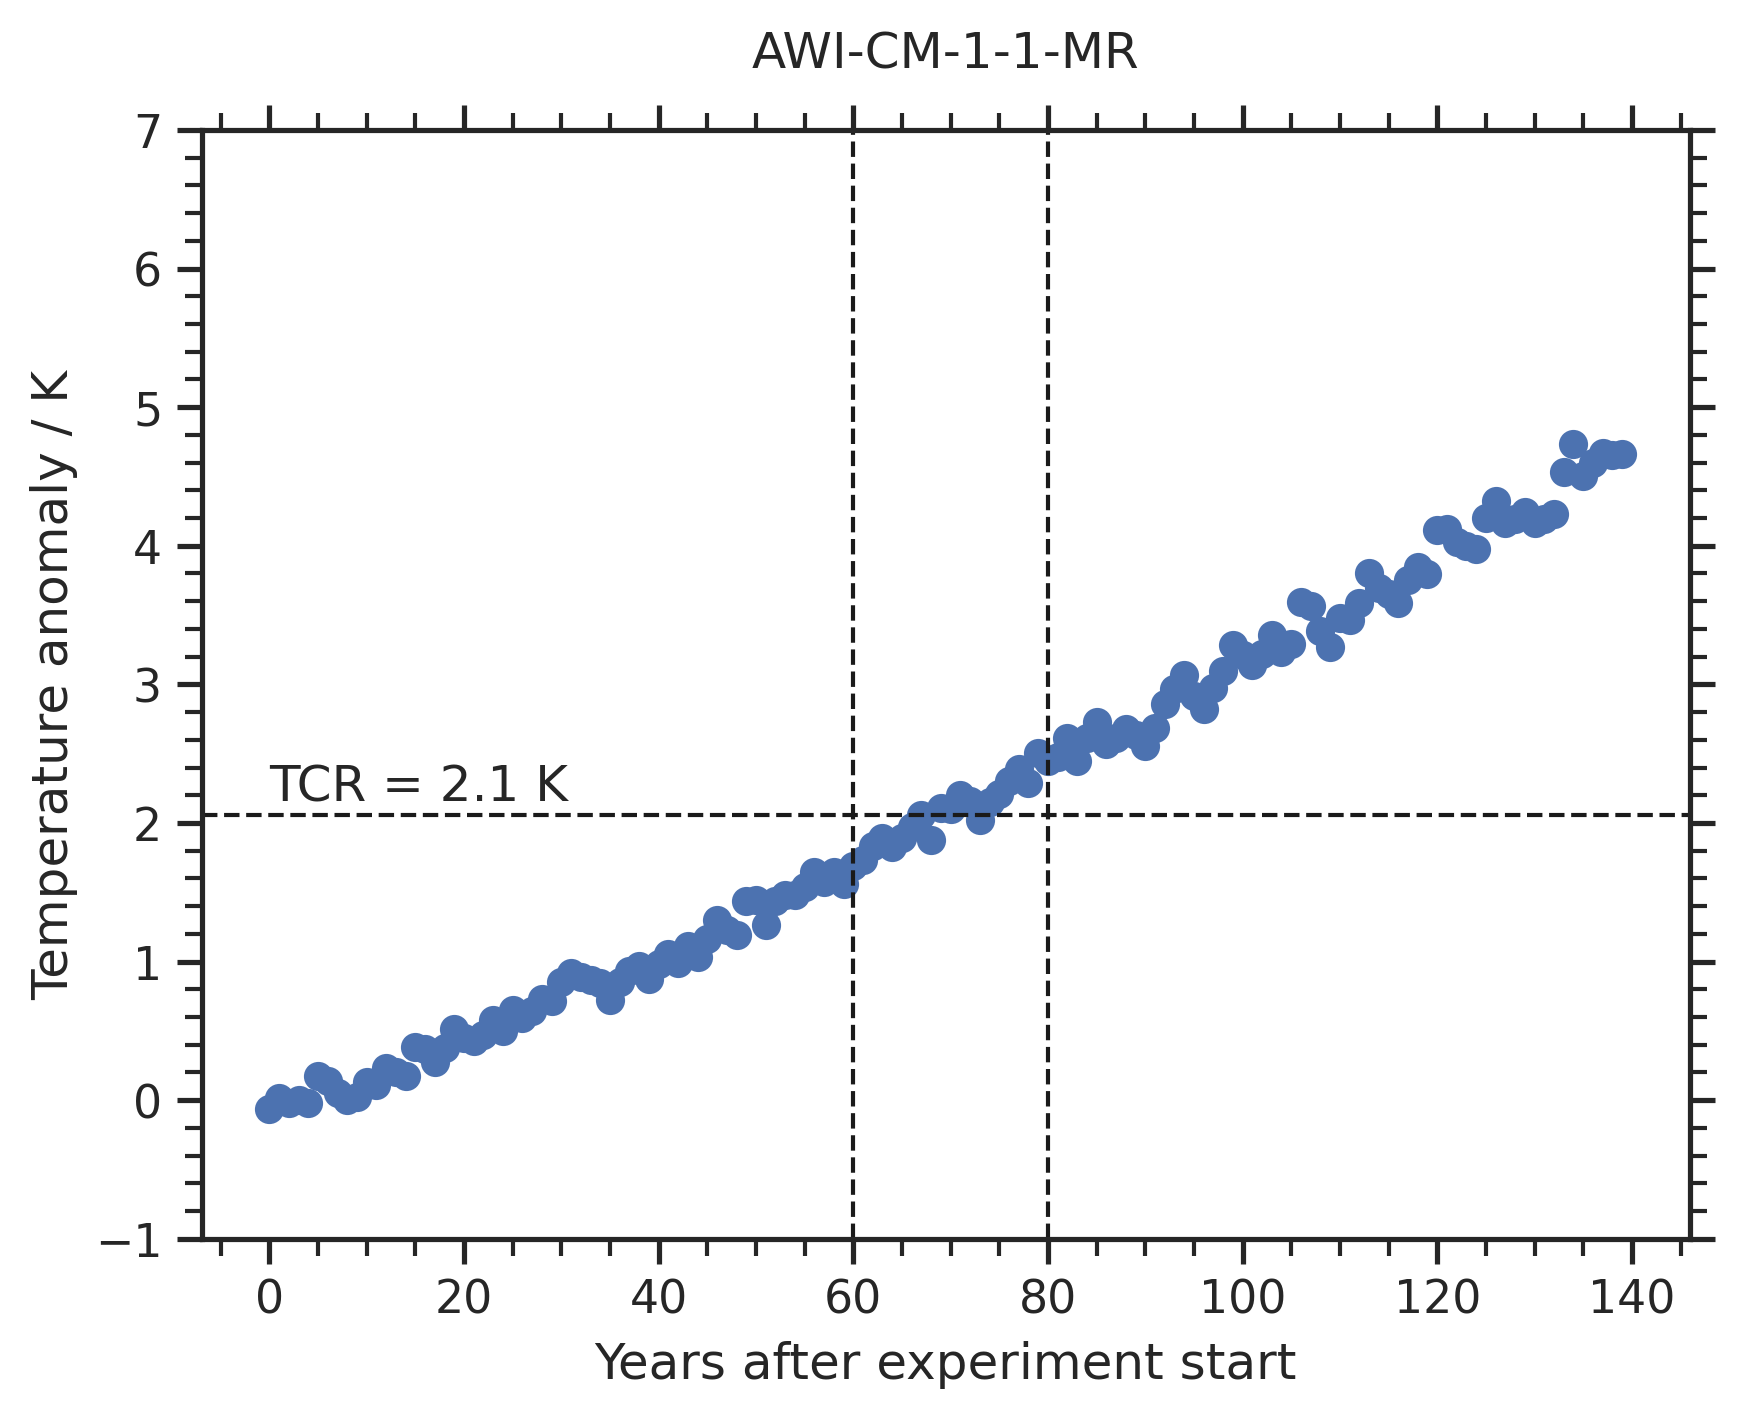 AWI-CM-1-1-MR
7
6
5
4
3
2
1
0
−1
Temperature anomaly / K
TCR = 2.1 K
0 20 40 60 80 100 120 140
Years after experiment start